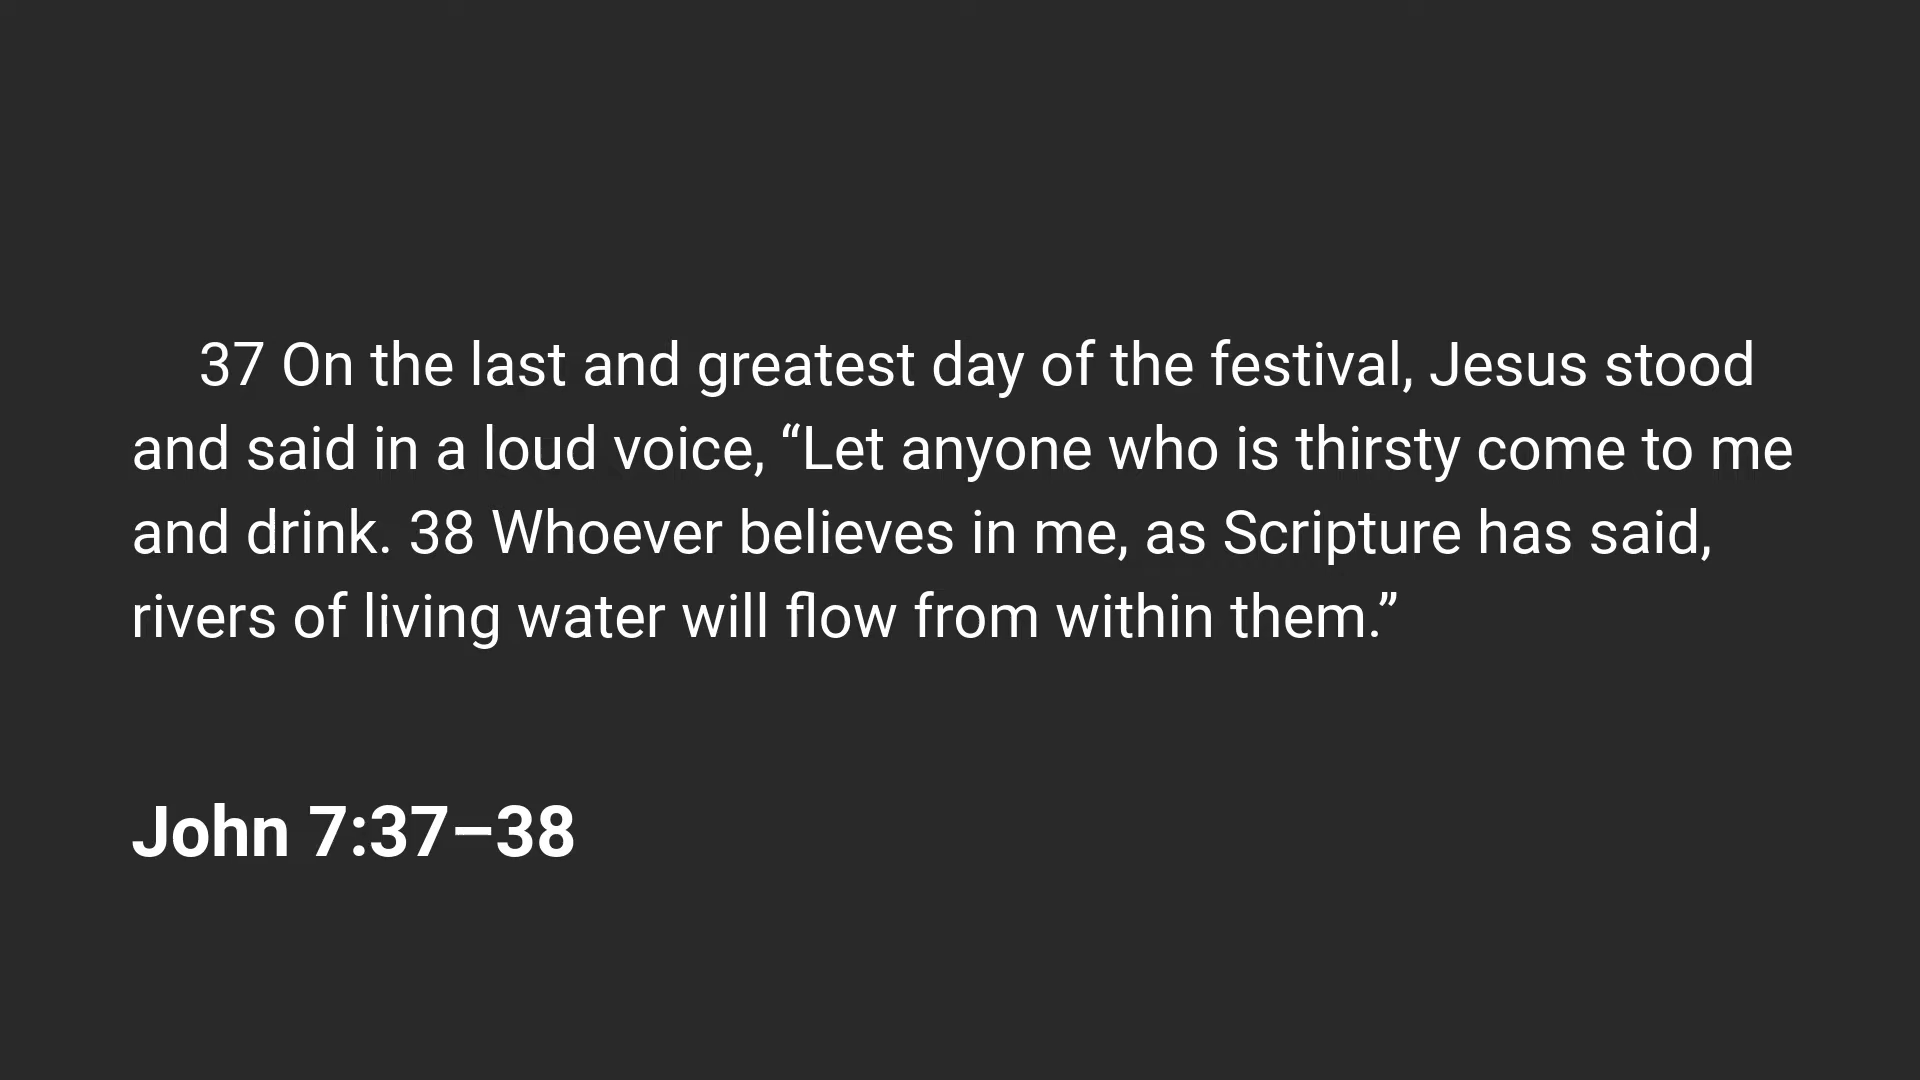 37 On the last and greatest day of the festival, Jesus stood
and said in a loud voice, “Let anyone who is thirsty come to me
and drink. 38 Whoever believes in me, as Scripture has said,
rivers of living water will flow from within them.”
John 7:37–38